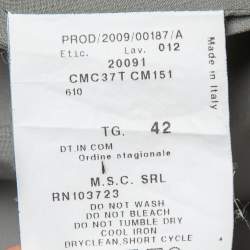 PROD/2009/00187/A
Etic. Lav. 012
20091
CMC37T CM151
610
TG. 42
DT.IN COM
Ordine stagionale
M.S.C. SRL
RN103723
DO NOT WASH
DO NOT BLEACH
DO NOT TUMBLE DRY
COOL IRON
DRYCLEAN,SHORT CYCLE
Made in Italy